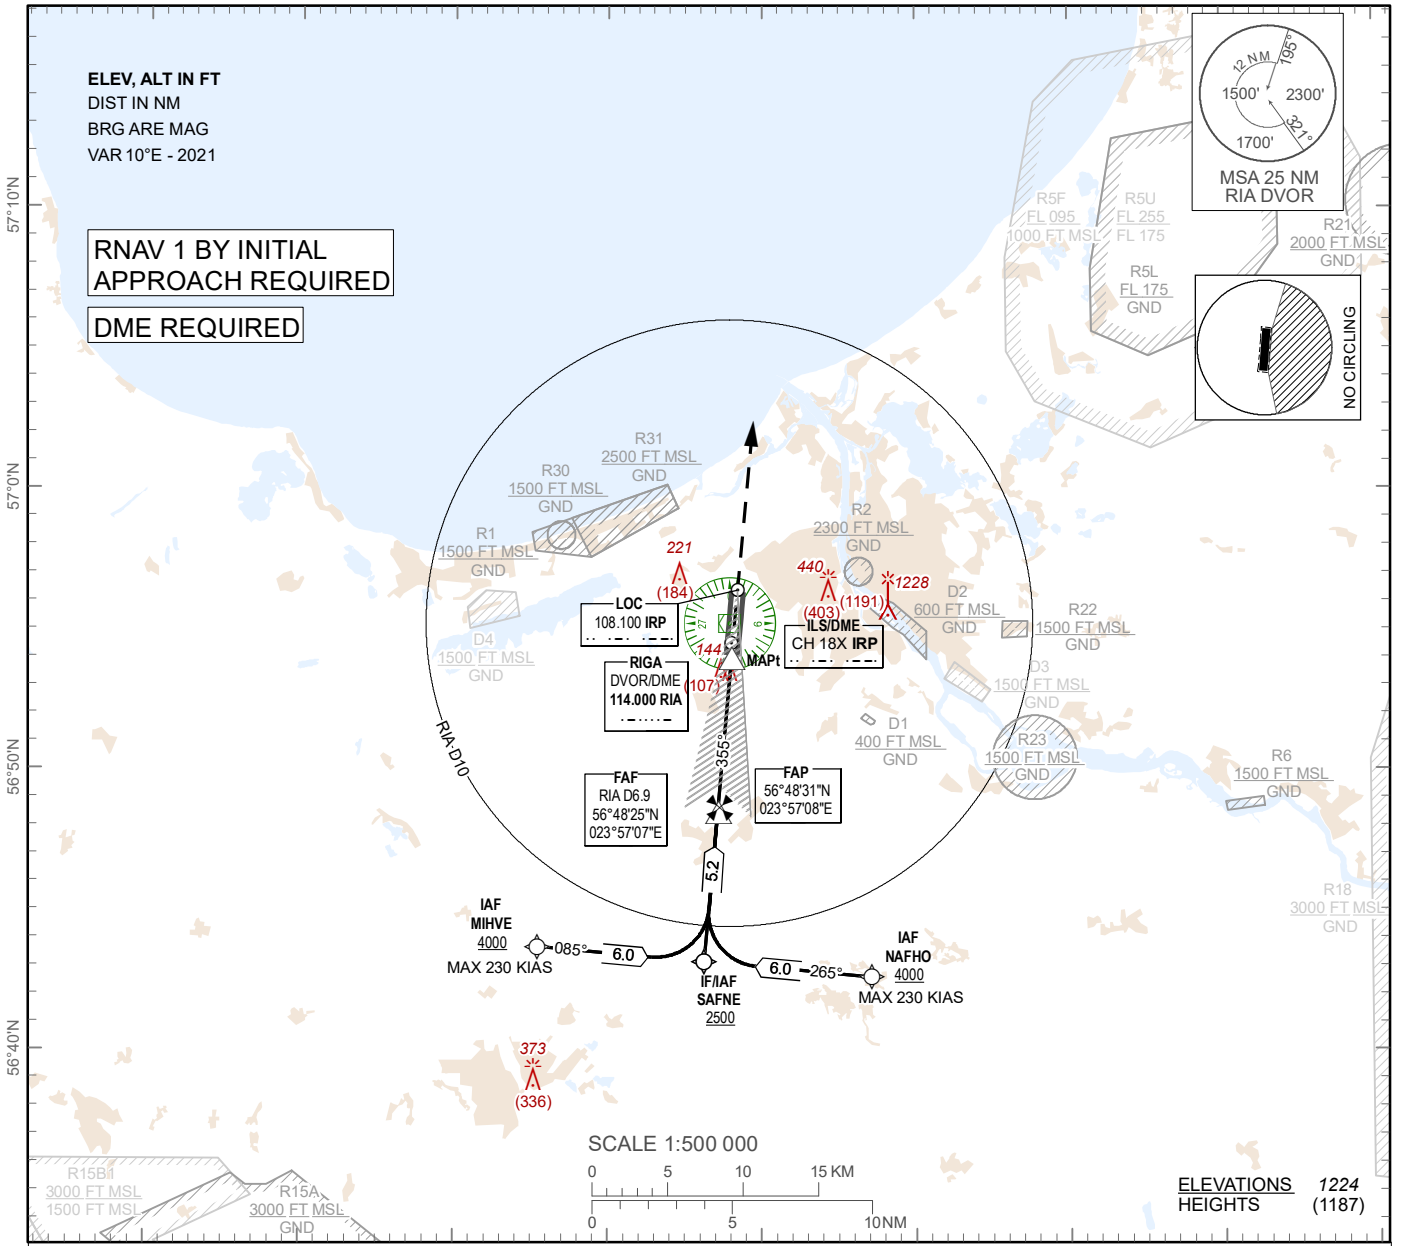 ELEV, ALT IN FT
DIST IN NM
BRG ARE MAG
VAR 10°E - 2021
RNAV 1 BY INITIAL
APPROACH REQUIRED
DME REQUIRED
12 NM
195°
1500'
2300'
321°
1700'
MSA 25 NM
RIA DVOR
R5F
FL 095
1000 FT MSL
R5U
FL 255
FL 175
R5L
FL 175
GND
R21
2000 FT MSL
GND
NO CIRCLING
57°10'N
57°0'N
56°50'N
56°40'N
R31
2500 FT MSL
GND
R30
1500 FT MSL
GND
R1
1500 FT MSL
GND
R2
2300 FT MSL
GND
D2
600 FT MSL
GND
R22
1500 FT MSL
GND
D4
1500 FT MSL
GND
D3
1500 FT MSL
GND
D1
400 FT MSL
GND
R23
1500 FT MSL
GND
R6
1500 FT MSL
GND
R18
3000 FT MSL
GND
221
(184)
440
(403)
1228
(1191)
144
(107)
27
9
LOC
108.100 IRP
ILS/DME
CH 18X IRP
MAPt
RIGA
DVOR/DME
114.000 RIA
RIA D10
355°
FAF
RIA D6.9
56°48'25"N
023°57'07"E
FAP
56°48'31"N
023°57'08"E
5.2
IAF
MIHVE
4000
MAX 230 KIAS
085°
6.0
IF/IAF
SAFNE
2500
6.0
265°
IAF
NAFHO
4000
MAX 230 KIAS
373
(336)
R15B1
3000 FT MSL
1500 FT MSL
R15A
3000 FT MSL
GND
SCALE 1:500 000
0 5 10 15 KM
0 5 10NM
ELEVATIONS 1224
HEIGHTS (1187)